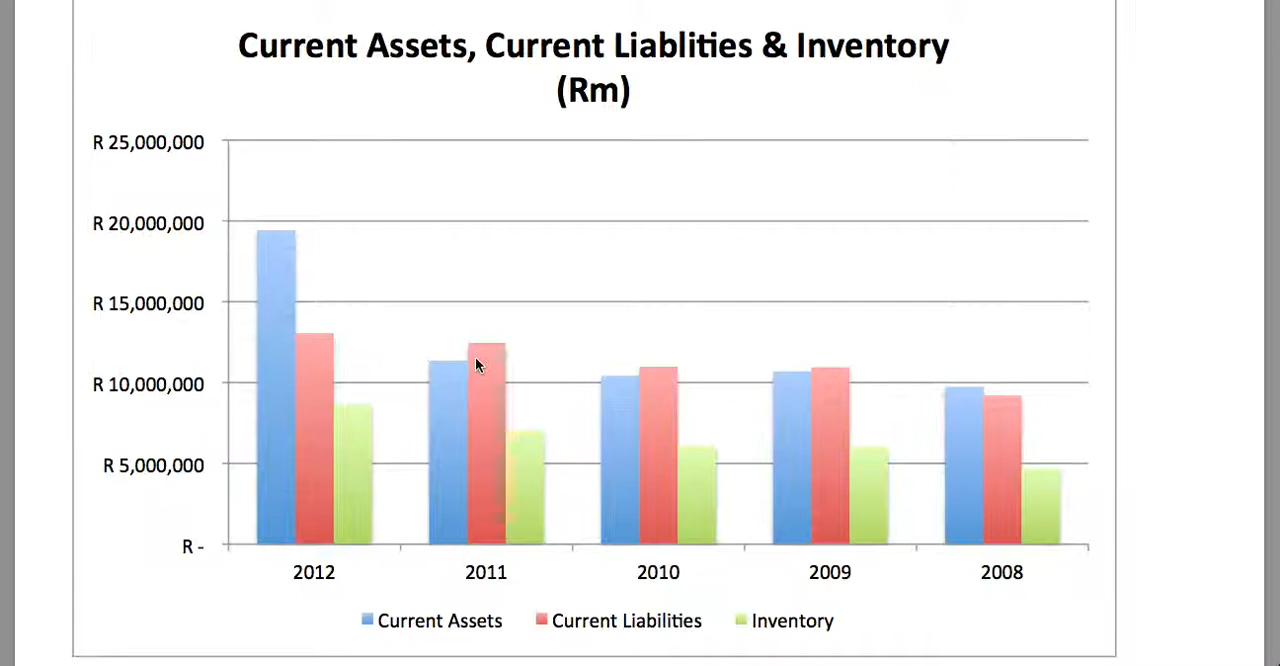 Current Assets, Current Liablities & Inventory
(Rm)
R 25,000,000
R 20,000,000
R 15,000,000
R 10,000,000
R 5,000,000
R -
2012 2011 2010 2009 2008
Current Assets Current Liabilities Inventory